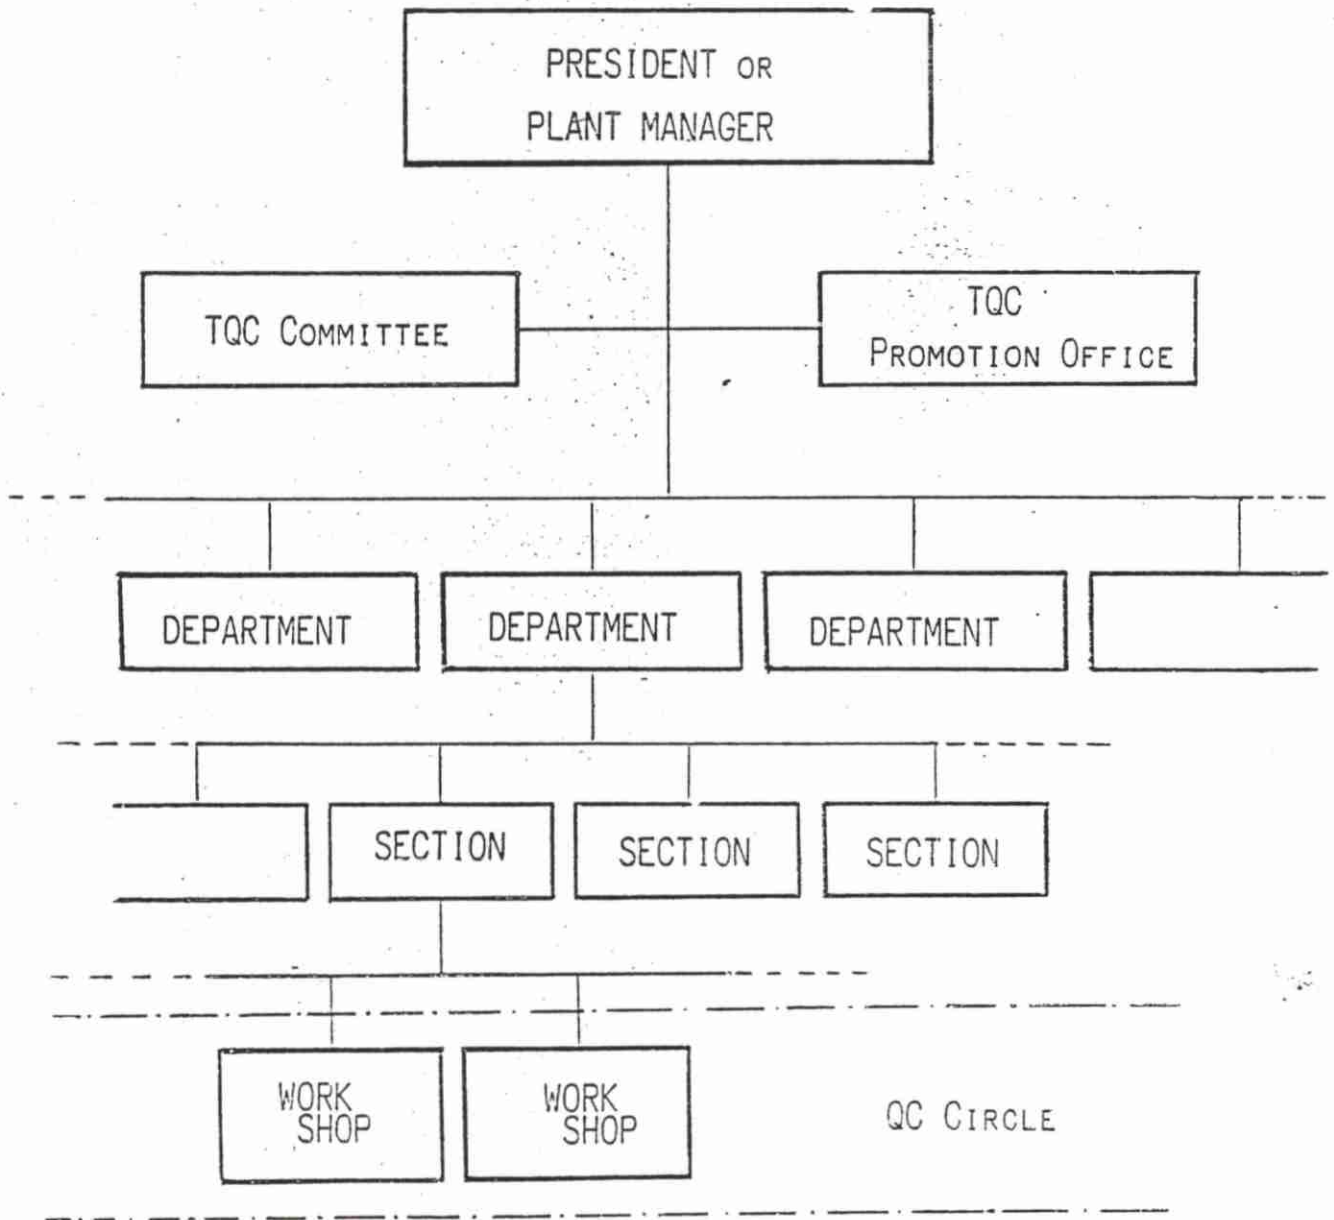 PRESIDENT OR
PLANT MANAGER
TQC COMMITTEE
TQC
PROMOTION OFFICE
DEPARTMENT
DEPARTMENT
DEPARTMENT
SECTION
SECTION
SECTION
WORK
SHOP
WORK
SHOP
QC CIRCLE